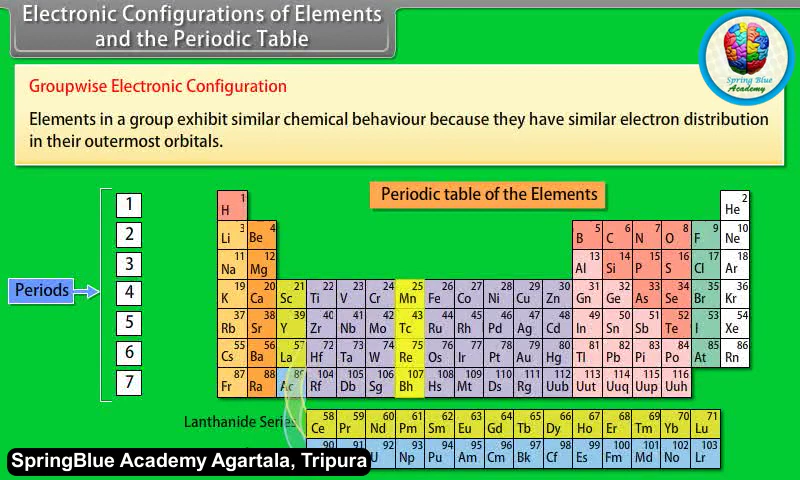 Electronic Configurations of Elements
and the Periodic Table
Spring Blue
Academy
Groupwise Electronic Configuration
Elements in a group exhibit similar chemical behaviour because they have similar electron distribution
in their outermost orbitals.
Periodic table of the Elements
Periods
1
2
3
4
5
6
7
1 2
H He
3 4 5 6 7 8 9 10
Li Be B C N O F Ne
11 12 13 14 15 16 17 18
Na Mg Al Si P S Cl Ar
19 20 21 22 23 24 25 26 27 28 29 30 31 32 33 34 35 36
K Ca Sc Ti V Cr Mn Fe Co Ni Cu Zn Gn Ge As Se Br Kr
37 38 39 40 41 42 43 44 45 46 47 48 49 50 51 52 53 54
Rb Sr Y Zr Nb Mo Tc Ru Rh Pd Ag Cd In Sn Sb Te I Xe
55 56 57 72 73 74 75 76 77 78 79 80 81 82 83 84 85 86
Cs Ba La Hf Ta W Re Os Ir Pt Au Hg Tl Pb Pi Po At Rn
87 88 89 104 105 106 107 108 109 110 111 112 113 114 115 116
Fr Ra Ac Rf Db Sg Bh Hs Mt Ds Rg Uub Uut Uuq Uup Uuh
58 59 60 61 62 63 64 65 66 67 68 69 70 71
Lanthanide Series Ce Pr Nd Pm Sm Eu Gd Tb Dy Ho Er Tm Yb Lu
90 91 92 93 94 95 96 97 98 99 100 101 102 103
U Np Pu Am Cm Bk Cf Es Fm Md No Lr
SpringBlue Academy Agartala, Tripura